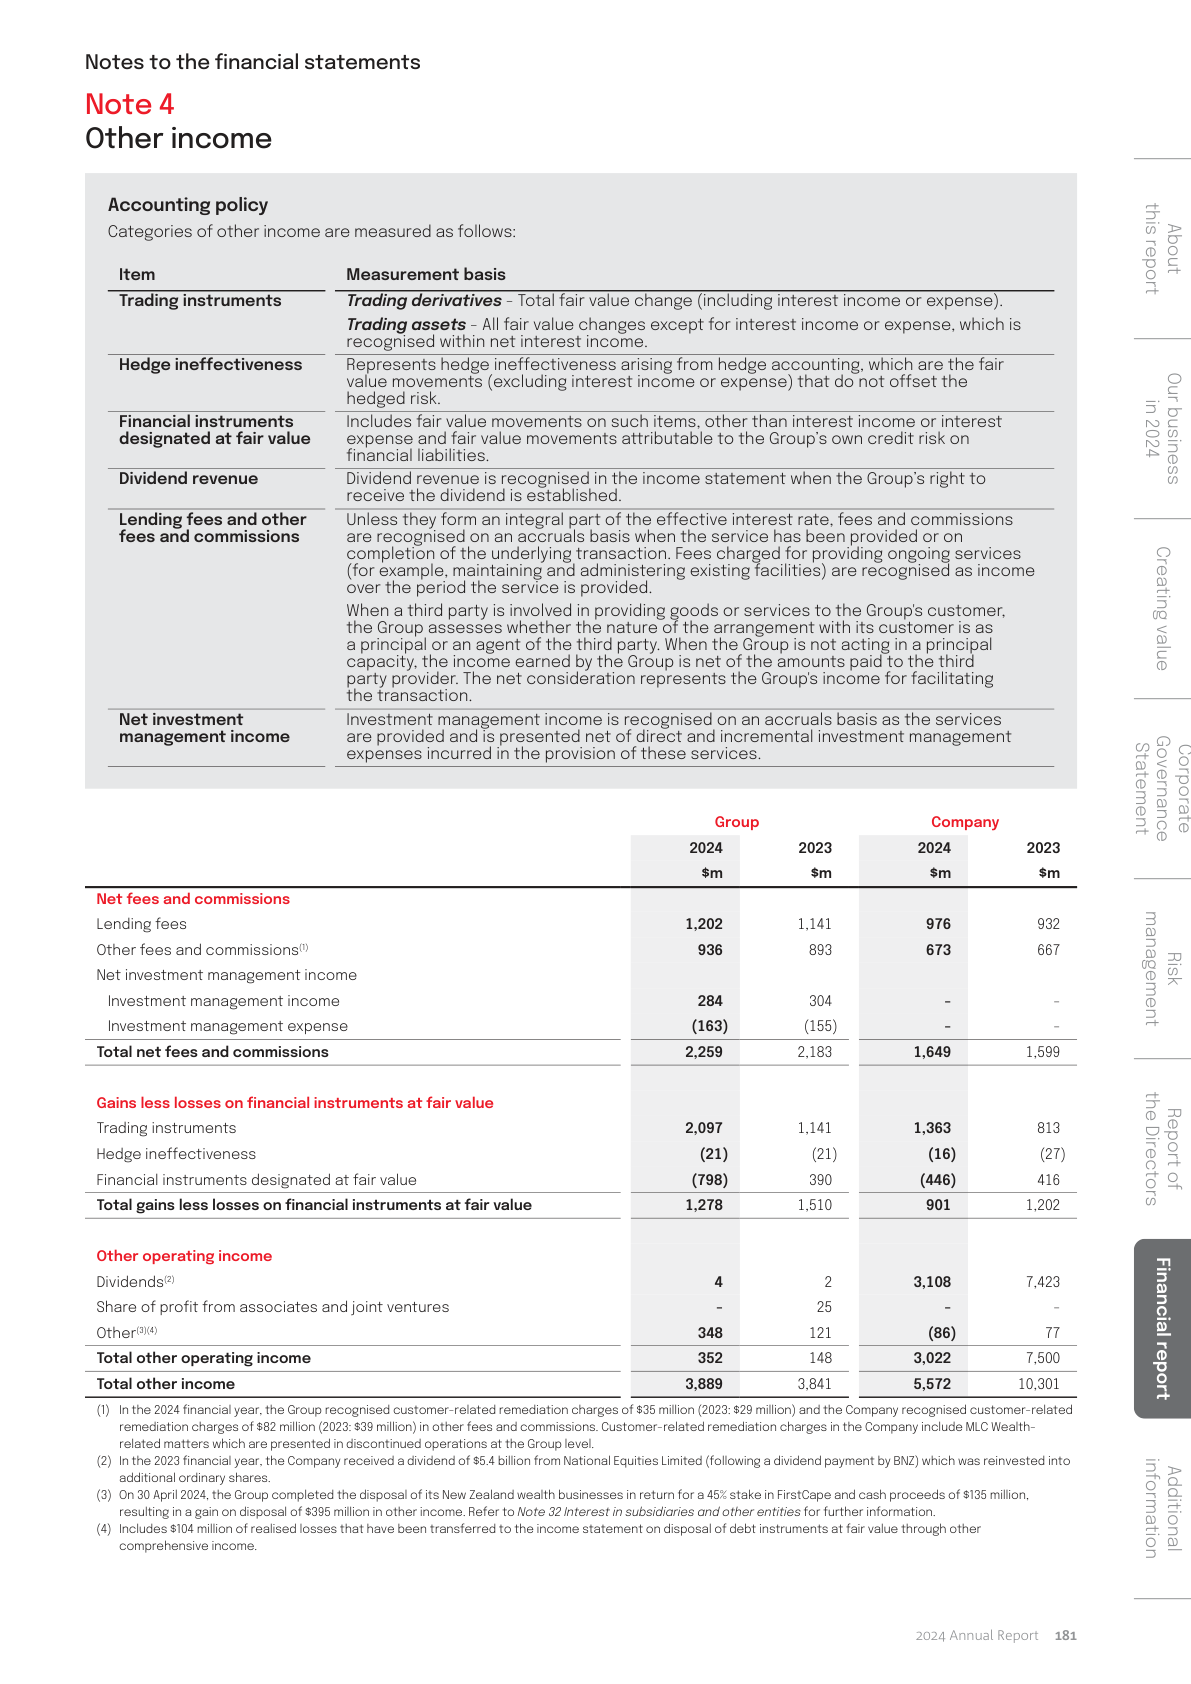 Notes to the financial statements
Note 4
Other income
Accounting policy
Categories of other income are measured as follows:
Item Measurement basis
Trading instruments Trading derivatives – Total fair value change (including interest income or expense).
Trading assets – All fair value changes except for interest income or expense, which is
recognised within net interest income.
Hedge ineffectiveness Represents hedge ineffectiveness arising from hedge accounting, which are the fair
value movements (excluding interest income or expense) that do not offset the
hedged risk.
Financial instruments Includes fair value movements on such items, other than interest income or interest
designated at fair value expense and fair value movements attributable to the Group's own credit risk on
financial liabilities.
Dividend revenue Dividend revenue is recognised in the income statement when the Group's right to
receive the dividend is established.
Lending fees and other Unless they form an integral part of the effective interest rate, fees and commissions
fees and commissions are recognised on an accruals basis when the service has been provided or on
completion of the underlying transaction. Fees charged for providing ongoing services
(for example, maintaining and administering existing facilities) are recognised as income
over the period the service is provided.
When a third party is involved in providing goods or services to the Group's customer,
the Group assesses whether the nature of the arrangement with its customer is as
a principal or an agent of the third party. When the Group is not acting in a principal
capacity, the income earned by the Group is net of the amounts paid to the third
party provider. The net consideration represents the Group's income for facilitating
the transaction.
Net investment Investment management income is recognised on an accruals basis as the services
management income are provided and is presented net of direct and incremental investment management
expenses incurred in the provision of these services.
Group Company
2024 2023 2024 2023
$m $m $m $m
Net fees and commissions
Lending fees 1,202 1,141 976 932
Other fees and commissions(1) 936 893 673 667
Net investment management income
Investment management income 284 304 – –
Investment management expense (163) (155) – –
Total net fees and commissions 2,259 2,183 1,649 1,599
Gains less losses on financial instruments at fair value
Trading instruments 2,097 1,141 1,363 813
Hedge ineffectiveness (21) (21) (16) (27)
Financial instruments designated at fair value (798) 390 (446) 416
Total gains less losses on financial instruments at fair value 1,278 1,510 901 1,202
Other operating income
Dividends(2) 4 2 3,108 7,423
Share of profit from associates and joint ventures – 25 – –
Other(3)(4) 348 121 (86) 77
Total other operating income 352 148 3,022 7,500
Total other income 3,889 3,841 5,572 10,301
(1) In the 2024 financial year, the Group recognised customer-related remediation charges of $35 million (2023: $29 million) and the Company recognised customer-related
remediation charges of $82 million (2023: $39 million) in other fees and commissions. Customer-related remediation charges in the Company include MLC Wealth-
related matters which are presented in discontinued operations at the Group level.
(2) In the 2023 financial year, the Company received a dividend of $5.4 billion from National Equities Limited (following a dividend payment by BNZ) which was reinvested into
additional ordinary shares.
(3) On 30 April 2024, the Group completed the disposal of its New Zealand wealth businesses in return for a 45% stake in FirstCape and cash proceeds of $135 million,
resulting in a gain on disposal of $395 million in other income. Refer to Note 32 Interest in subsidiaries and other entities for further information.
(4) Includes $104 million of realised losses that have been transferred to the income statement on disposal of debt instruments at fair value through other
comprehensive income.
About
this report
Our business
in 2024
Creating value
Corporate
Governance
Statement
Risk
management
Report of
the Directors
Financial report
Additional
information
2024 Annual Report 181